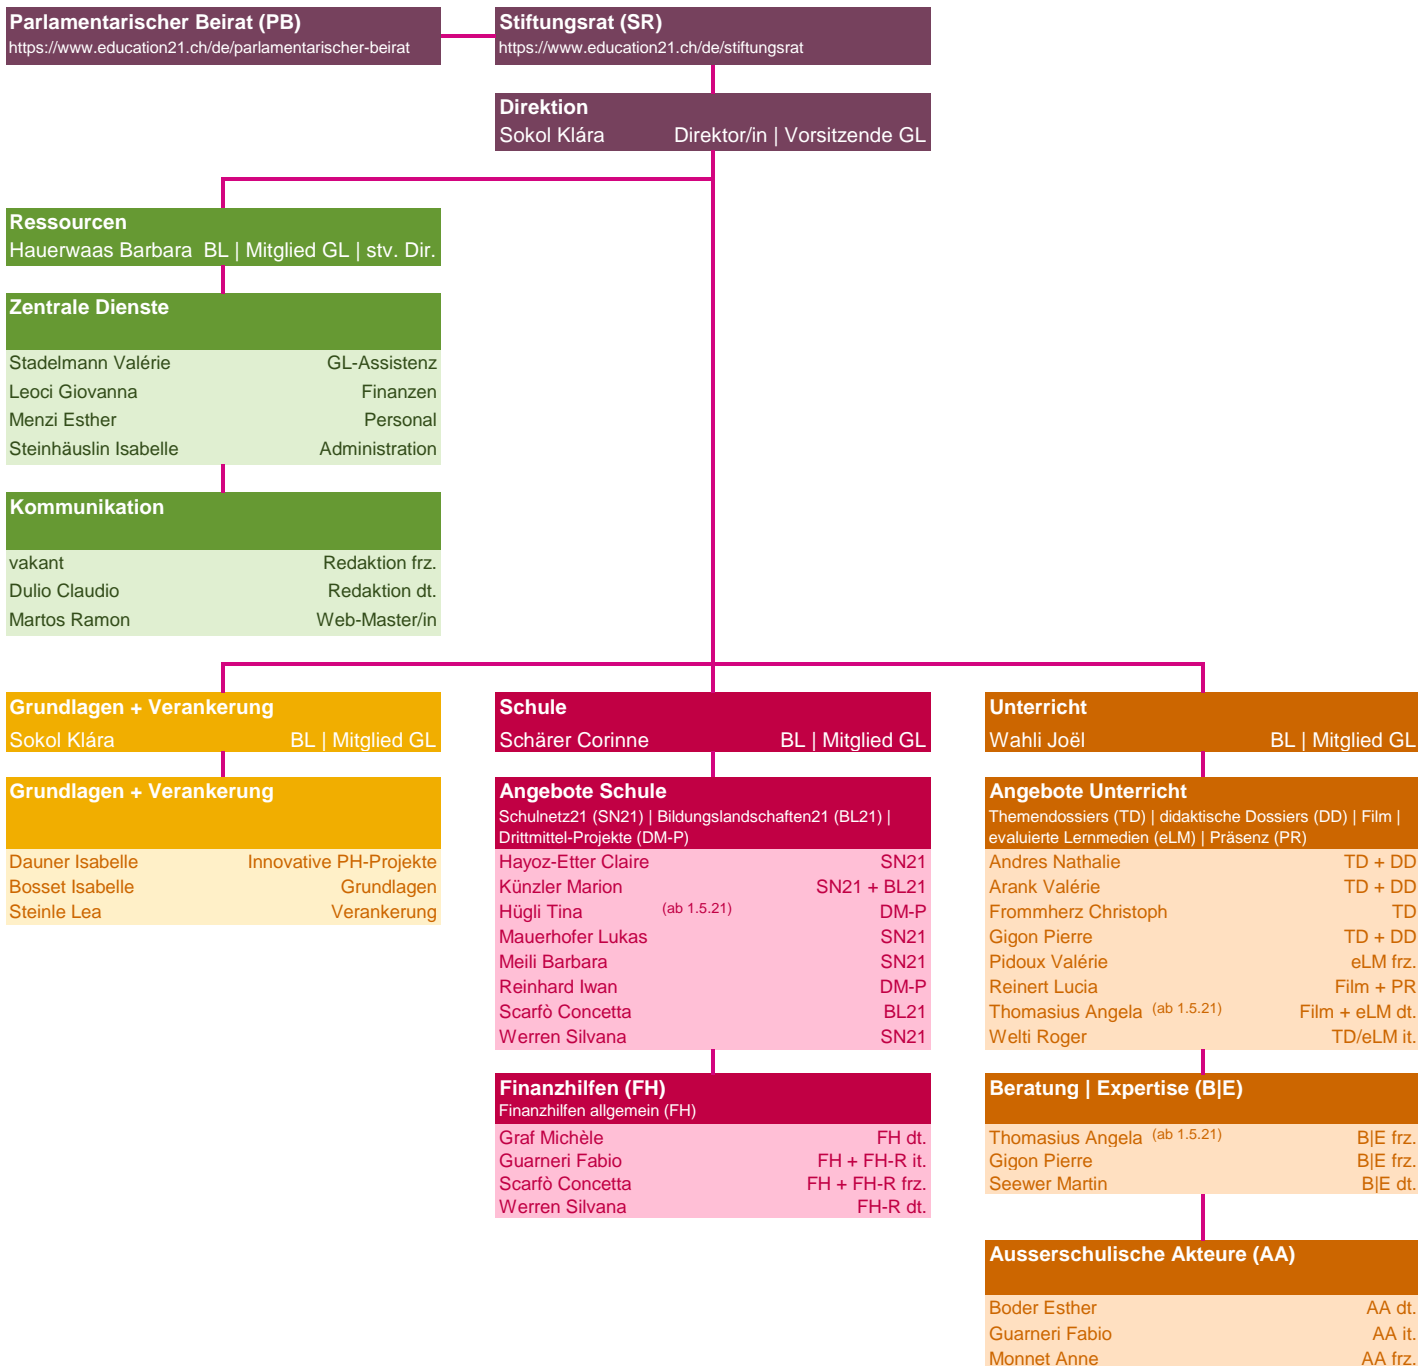 Parlamentarischer Beirat (PB)
https://www.education21.ch/de/parlamentarischer-beirat
Stiftungsrat (SR)
https://www.education21.ch/de/stiftungsrat
Direktion
Sokol Klára Direktor/in | Vorsitzende GL
Ressourcen
Hauerwaas Barbara BL | Mitglied GL | stv. Dir.
Zentrale Dienste
Stadelmann Valérie GL-Assistenz
Leoci Giovanna Finanzen
Menzi Esther Personal
Steinhäuslin Isabelle Administration
Kommunikation
vakant Redaktion frz.
Dulio Claudio Redaktion dt.
Martos Ramon Web-Master/in
Grundlagen + Verankerung
Sokol Klára BL | Mitglied GL
Grundlagen + Verankerung
Dauner Isabelle Innovative PH-Projekte
Bosset Isabelle Grundlagen
Steinle Lea Verankerung
Schule
Schärer Corinne BL | Mitglied GL
Angebote Schule
Schulnetz21 (SN21) | Bildungslandschaften21 (BL21) |
Drittmittel-Projekte (DM-P)
Hayoz-Etter Claire SN21
Künzler Marion SN21 + BL21
Hügli Tina (ab 1.5.21) DM-P
Mauerhofer Lukas SN21
Meili Barbara SN21
Reinhard Iwan DM-P
Scarfò Concetta BL21
Werren Silvana SN21
Finanzhilfen (FH)
Finanzhilfen allgemein (FH)
Graf Michèle FH dt.
Guarneri Fabio FH + FH-R it.
Scarfò Concetta FH + FH-R frz.
Werren Silvana FH-R dt.
Unterricht
Wahli Joël BL | Mitglied GL
Angebote Unterricht
Themendossiers (TD) | didaktische Dossiers (DD) | Film |
evaluierte Lernmedien (eLM) | Präsenz (PR)
Andres Nathalie TD + DD
Arank Valérie TD + DD
Frommherz Christoph TD
Gigon Pierre TD + DD
Pidoux Valérie eLM frz.
Reinert Lucia Film + PR
Thomasius Angela (ab 1.5.21) Film + eLM dt.
Welti Roger TD/eLM it.
Beratung | Expertise (B|E)
Thomasius Angela (ab 1.5.21) B|E frz.
Gigon Pierre B|E frz.
Seewer Martin B|E dt.
Ausserschulische Akteure (AA)
Boder Esther AA dt.
Guarneri Fabio AA it.
Monnet Anne AA frz.